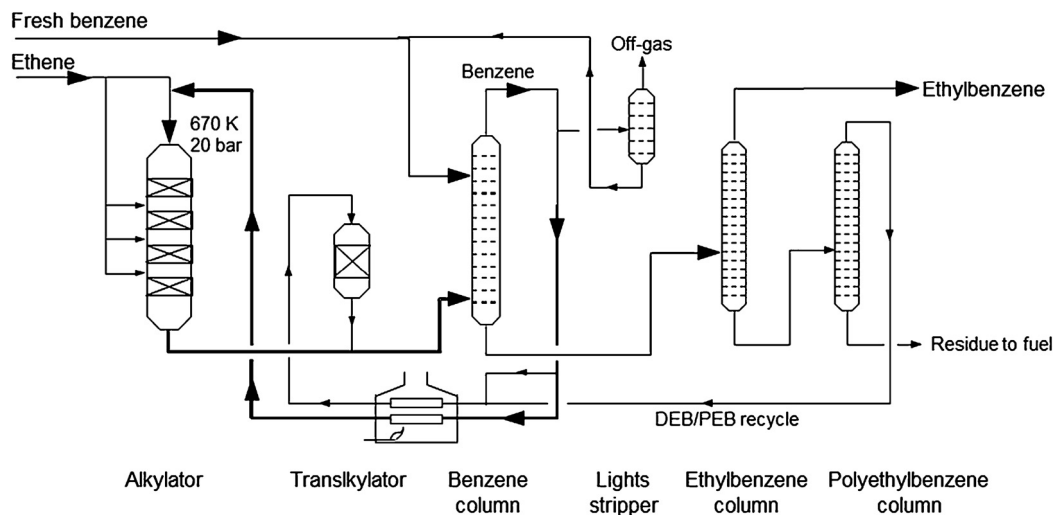 Fresh benzene
Ethene
Off-gas
Benzene
Ethylbenzene
670 K
20 bar
Residue to fuel
DEB/PEB recycle
Alkylator
Translkylator
Benzene
column
Lights
stripper
Ethylbenzene
column
Polyethylbenzene
column